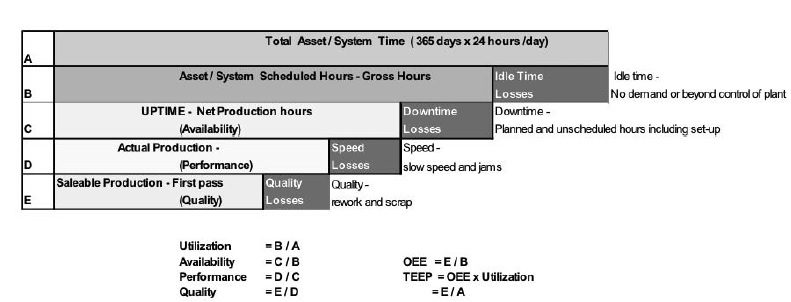 Total Asset / System Time ( 365 days x 24 hours /day)
A
Asset / System Scheduled Hours - Gross Hours Idle Time Idle time -
B Losses No demand or beyond control of plant
UPTIME - Net Production hours Downtime Downtime -
C (Availability) Losses Planned and unscheduled hours including set-up
Actual Production - Speed Speed -
D (Performance) Losses slow speed and jams
Saleable Production - First pass Quality Quality -
E (Quality) Losses rework and scrap
Utilization = B / A
Availability = C / B OEE = E / B
Performance = D / C TEEP = OEE x Utilization
Quality = E / D = E / A